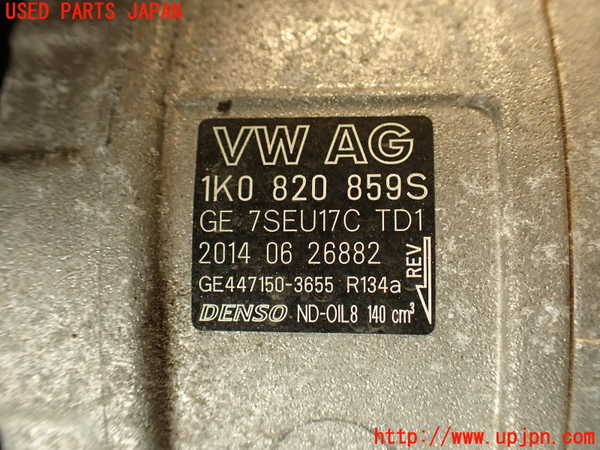 USED PARTS JAPAN
VW AG
1K0 820 859S
GE 7SEU17C TD1
2014 06 26882
REV
GE447150-3655 R134a
DENSO ND-OIL8 140 cm³
http://www.upjpn.com